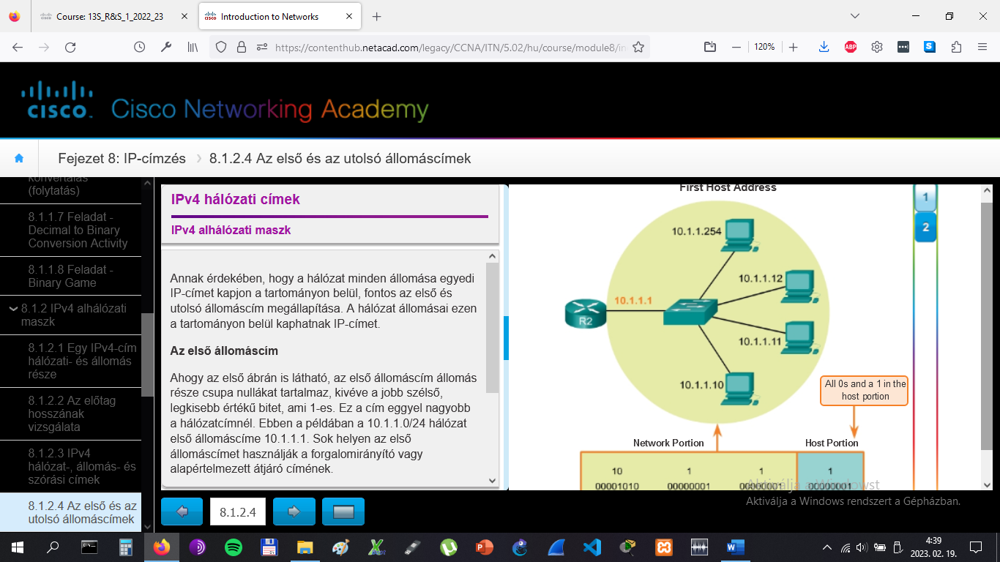 Course: 13S_R&S_1_2022_23
Introduction to Networks
https://contenthub.netacad.com/legacy/CCNA/ITN/5.02/hu/course/module8/in
120%
ABP
S
CISCO.
Cisco Networking Academy
Fejezet 8: IP-címzés
8.1.2.4 Az első és az utolsó állomáscímek
konvertálás
(folytatás)
8.1.1.7 Feladat -
Decimal to Binary
Conversion Activity
8.1.1.8 Feladat -
Binary Game
8.1.2 IPv4 alhálózati
maszk
8.1.2.1 Egy IPv4-cím
hálózati- és állomás
része
8.1.2.2 Az előtag
hosszának
vizsgálata
8.1.2.3 IPv4
hálózat-, állomás- és
szórási címek
8.1.2.4 Az első és az
utolsó állomáscímek
IPv4 hálózati címek
IPv4 alhálózati maszk
Annak érdekében, hogy a hálózat minden állomása egyedi
IP-címet kapjon a tartományon belül, fontos az első és
utolsó állomáscím megállapítása. A hálózat állomásai ezen
a tartományon belül kaphatnak IP-címet.
Az első állomáscím
Ahogy az első ábrán is látható, az első állomáscím állomás
része csupa nullákat tartalmaz, kivéve a jobb szélső,
legkisebb értékű bitet, ami 1-es. Ez a cím eggyel nagyobb
a hálózatcímnél. Ebben a példában a 10.1.1.0/24 hálózat
első állomáscíme 10.1.1.1. Sok helyen az első
állomáscímet használják a forgalomirányító vagy
alapértelmezett átjáró címének.
8.1.2.4
First Host Address
1
2
10.1.1.254
10.1.1.12
10.1.1.1
R2
10.1.1.11
10.1.1.10
All 0s and a 1 in the
host portion
Network Portion
Host Portion
10 1 1 1
00001010 00000001 00000001 00000001
Aktiválja a Windowst
Aktiválja a Windows rendszert a Gépházban.
4:39
2023. 02. 19.